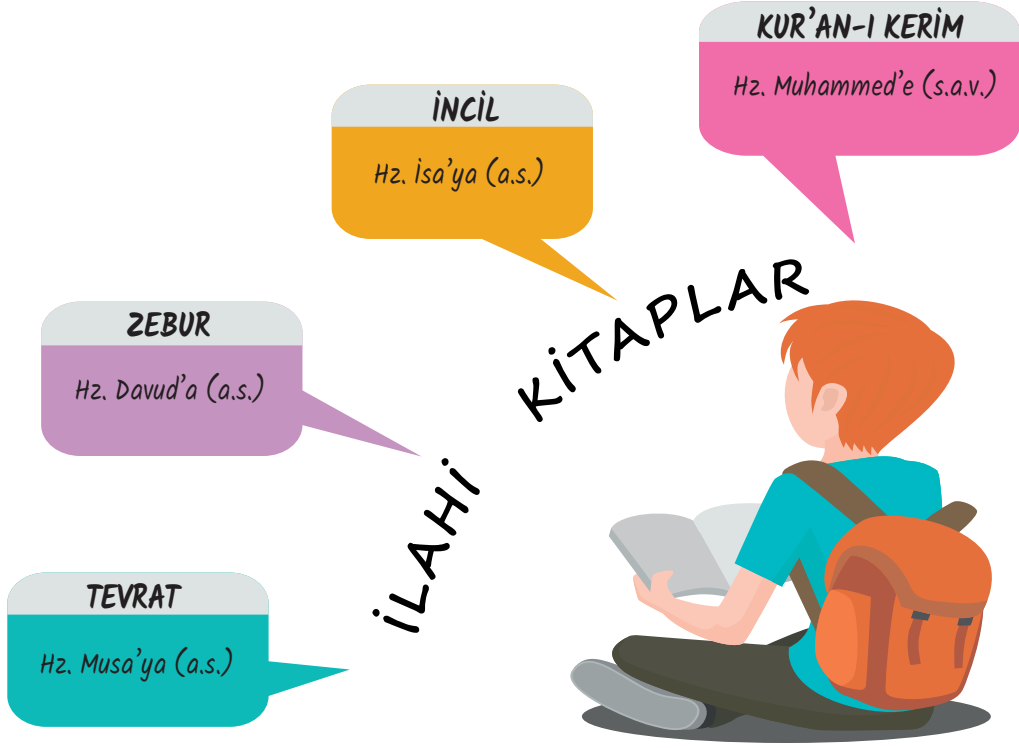 KUR’AN-I KERİM
Hz. Muhammed’e (s.a.v.)
İNCİL
Hz. İsa’ya (a.s.)
ZEBUR
Hz. Davud’a (a.s.)
TEVRAT
Hz. Musa’ya (a.s.)
İLAHİ KİTAPLAR